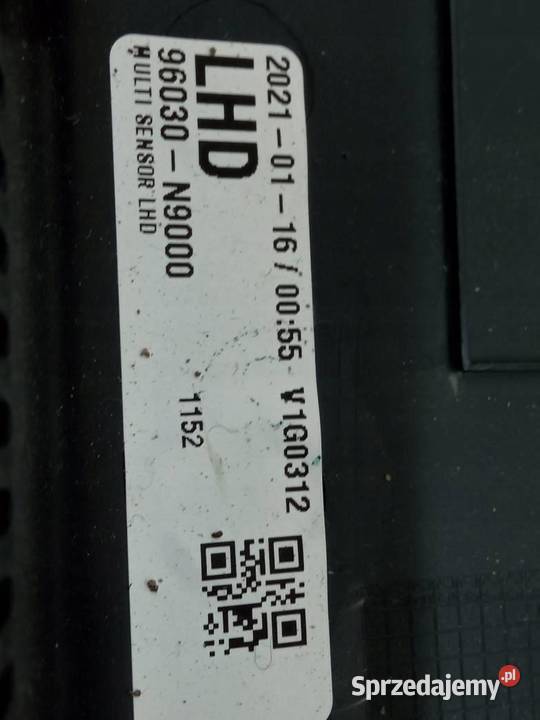 2021-01-16/00:55 V1G0312
LHD
96030-N9000 1152
MULTI SENSOR LHD
Sprzedajemy.pl